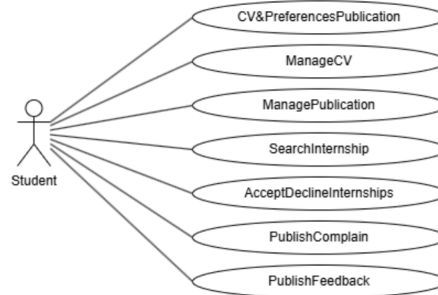 CV&PreferencesPublication
ManageCV
ManagePublication
SearchInternship
Student
AcceptDeclineInternships
PublishComplain
PublishFeedback